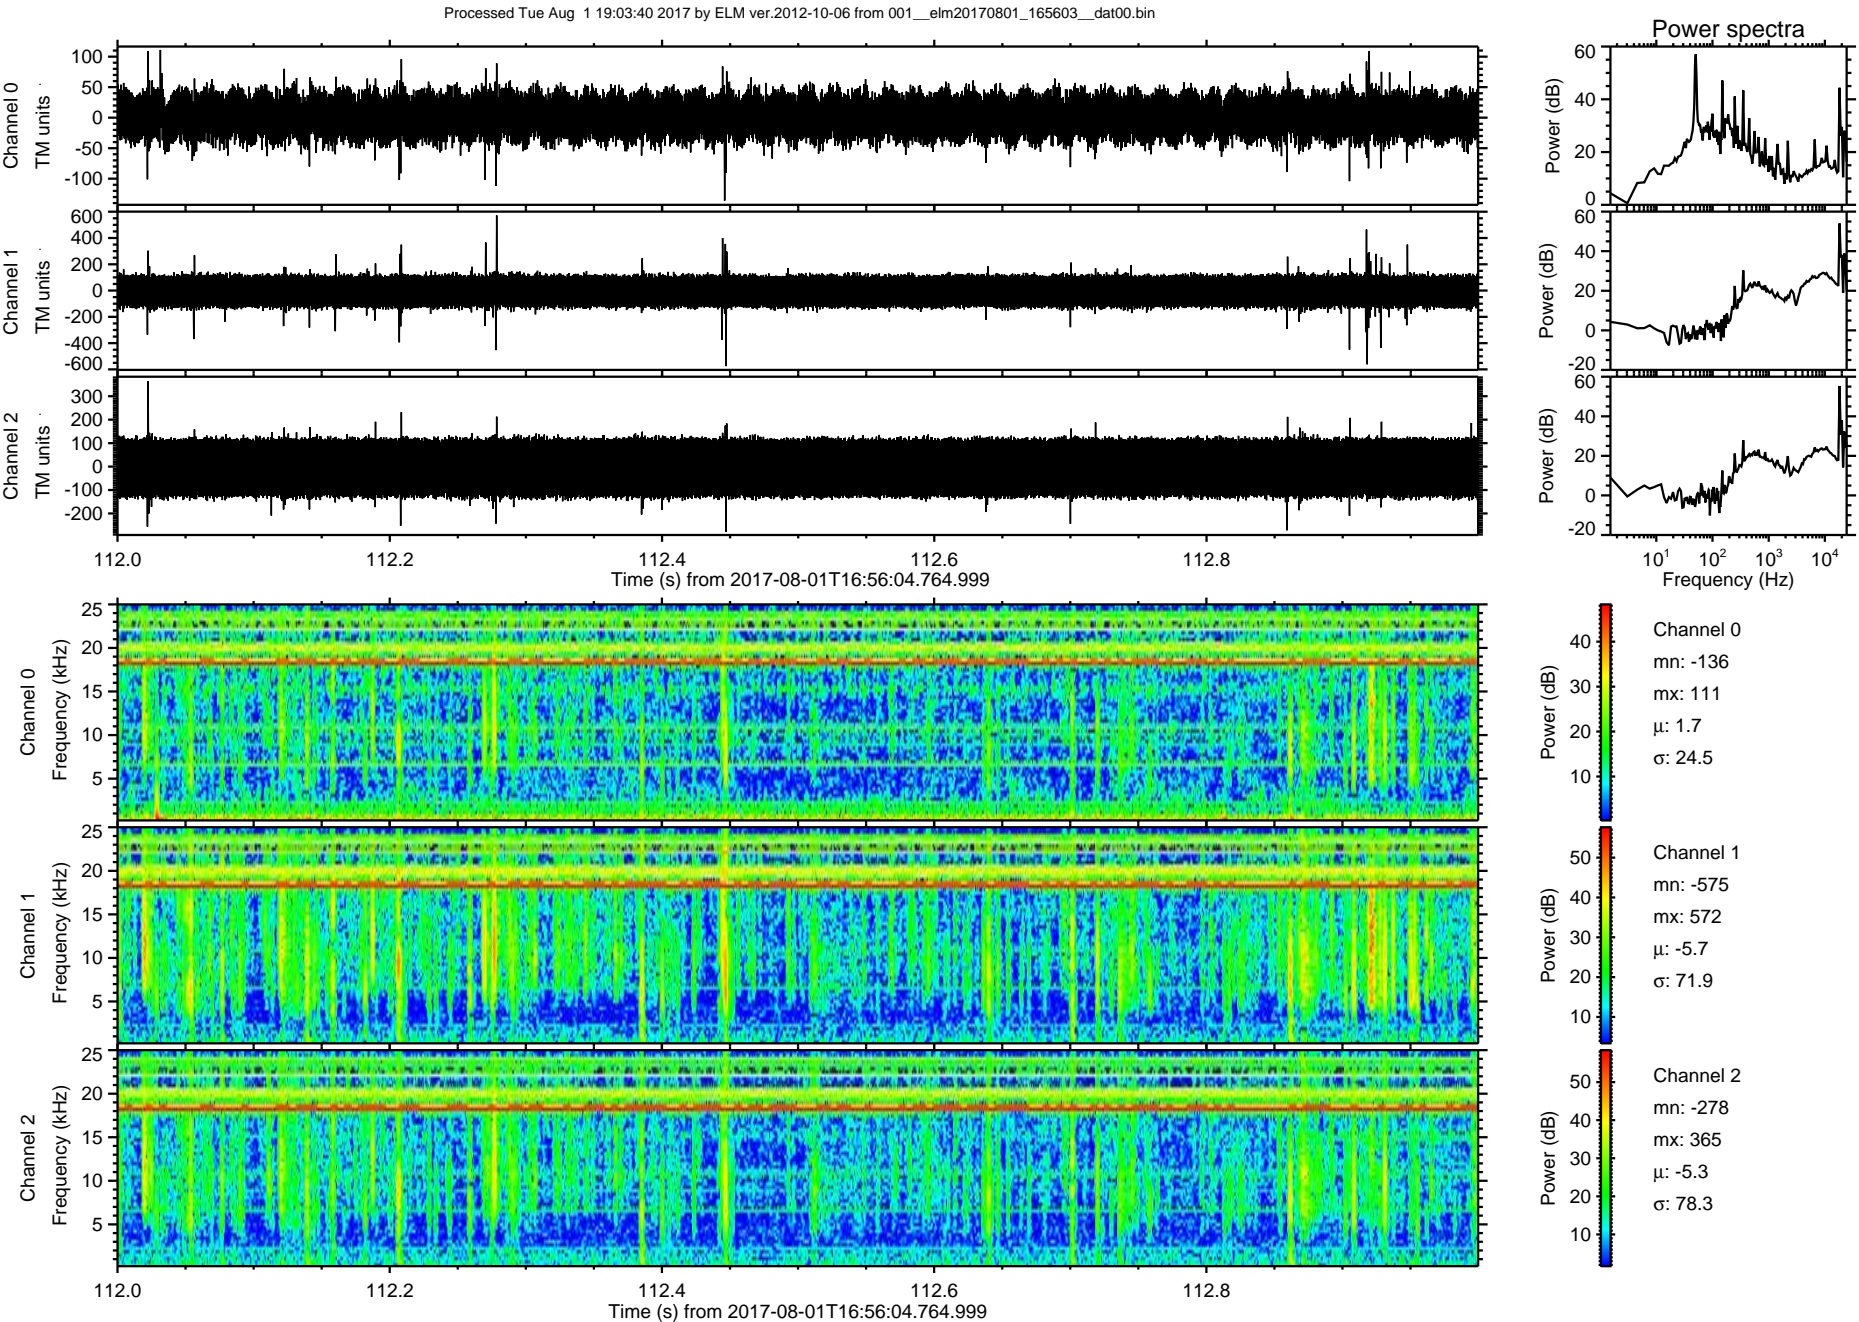 Processed Tue Aug  1 19:03:40 2017 by ELM ver.2012-10-06 from 001__elm20170801_165603__dat00.bin
Power spectra
Channel 0
TM units
100
50
0
-50
-100
Power (dB)
60
40
20
0
Channel 1
TM units
600
400
200
0
-200
-400
-600
Power (dB)
60
40
20
0
-20
Channel 2
TM units
300
200
100
0
-100
-200
Power (dB)
60
40
20
0
-20
112.0 112.2 112.4 112.6 112.8
Time (s) from 2017-08-01T16:56:04.764.999
10¹ 10² 10³ 10⁴
Frequency (Hz)
Channel 0
Frequency (kHz)
25
20
15
10
5
Power (dB)
40
30
20
10
Channel 0
mn: -136
mx: 111
μ: 1.7
σ: 24.5
Channel 1
Frequency (kHz)
25
20
15
10
5
Power (dB)
50
40
30
20
10
Channel 1
mn: -575
mx: 572
μ: -5.7
σ: 71.9
Channel 2
Frequency (kHz)
25
20
15
10
5
Power (dB)
50
40
30
20
10
Channel 2
mn: -278
mx: 365
μ: -5.3
σ: 78.3
112.0 112.2 112.4 112.6 112.8
Time (s) from 2017-08-01T16:56:04.764.999